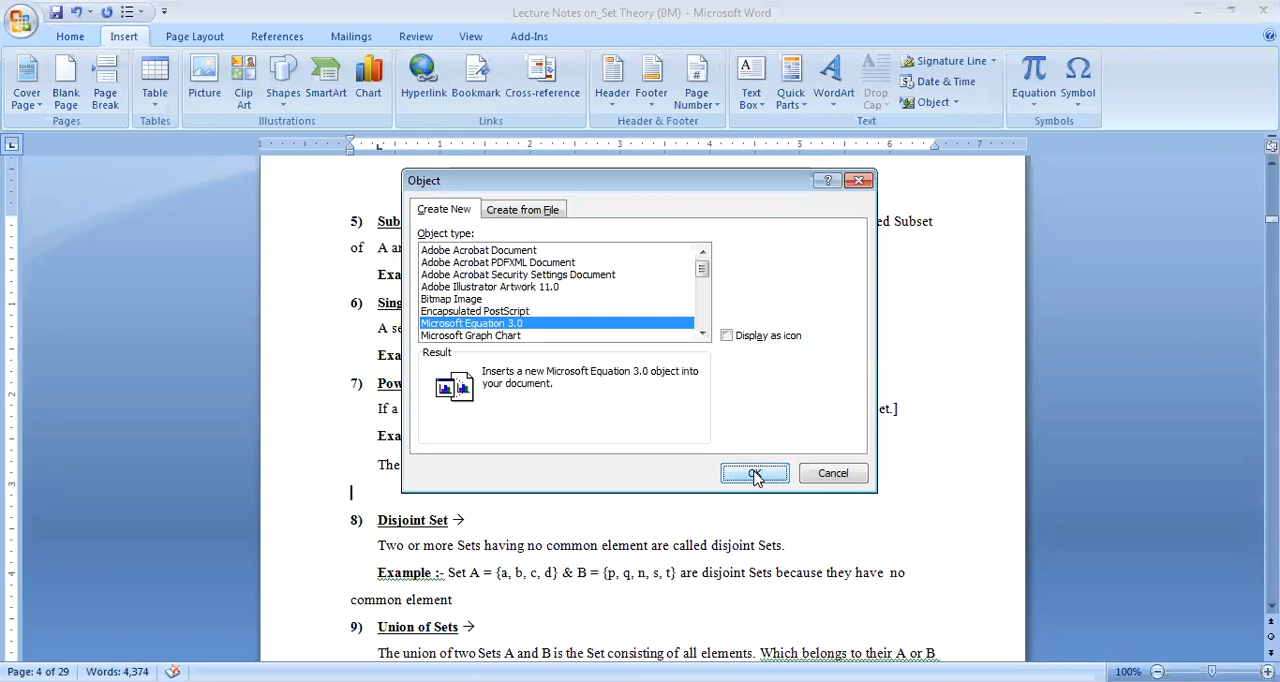 Lecture Notes on_Set Theory (BM) - Microsoft Word
Home Insert Page Layout References Mailings Review View Add-Ins
Cover Page
Blank Page
Page Break
Table
Picture
Clip Art
Shapes
SmartArt
Chart
Hyperlink
Bookmark
Cross-reference
Header
Footer
Page Number
Text Box
Quick Parts
WordArt
Drop Cap
Signature Line
Date & Time
Object
Equation
Symbol
Pages Tables Illustrations Links Header & Footer Text Symbols
1 1 2 3 4 5 6 7
Object
Create New Create from File
Object type:
Adobe Acrobat Document
Adobe Acrobat PDFXML Document
Adobe Acrobat Security Settings Document
Adobe Illustrator Artwork 11.0
Bitmap Image
Encapsulated PostScript
Microsoft Equation 3.0
Microsoft Graph Chart
Display as icon
Result
Inserts a new Microsoft Equation 3.0 object into
your document.
OK Cancel
5) Sub ed Subset
of A a
Exa
6) Sing
A se
Exa
7) Pow
If a et.]
Exa
The
8) Disjoint Set →
Two or more Sets having no common element are called disjoint Sets.
Example :- Set A = {a, b, c, d} & B = {p, q, n, s, t} are disjoint Sets because they have no
common element
9) Union of Sets →
The union of two Sets A and B is the Set consisting of all elements. Which belongs to their A or B
Page: 4 of 29 Words: 4,374 100%